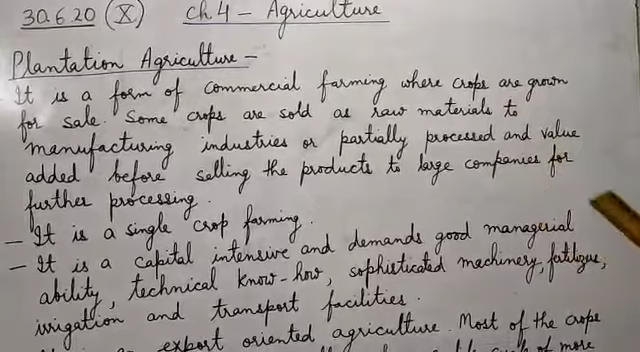 30.6.20 (X) Ch 4 - Agriculture
Plantation Agriculture -
- It is a form of commercial farming where crops are grown
for sale. Some crops are sold as raw materials to
manufacturing industries or partially processed and value
added before selling the products to large companies for
further processing.
- It is a single crop farming.
- It is a capital intensive and demands good managerial
ability, technical know-how, sophisticated machinery, fertilizers,
irrigation and transport facilities.
export oriented agriculture. Most of the crops
of more